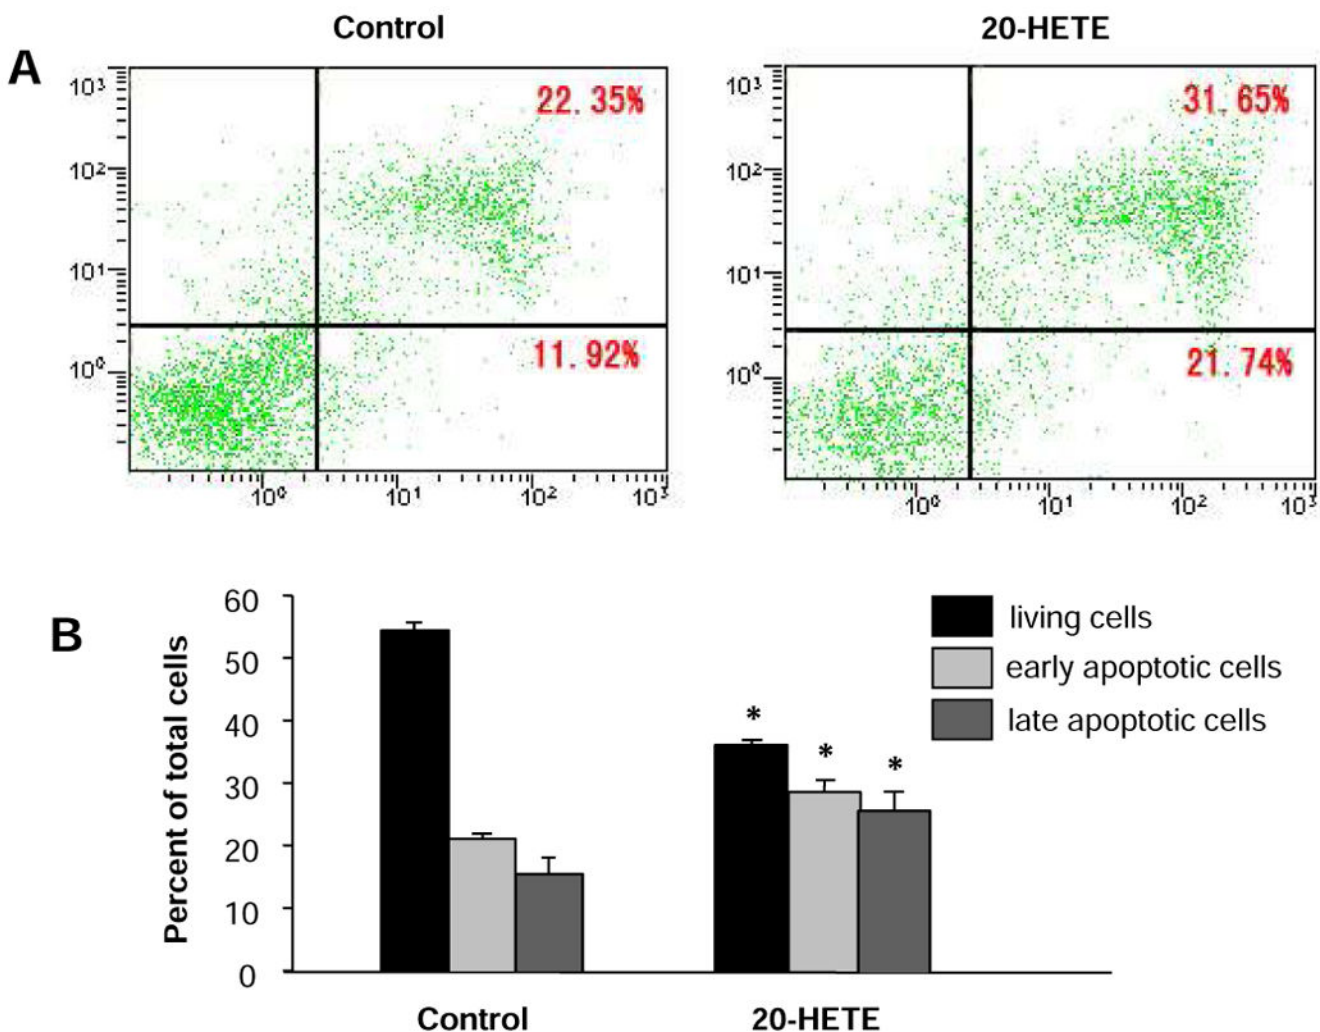 Control
20-HETE
A
10³
10²
10¹
10⁰
22.35%
11.92%
10⁰ 10¹ 10² 10³
10³
10²
10¹
10⁰
31.65%
21.74%
10⁰ 10¹ 10² 10³
B
Percent of total cells
60
50
40
30
20
10
0
living cells
early apoptotic cells
late apoptotic cells
* * *
Control
20-HETE